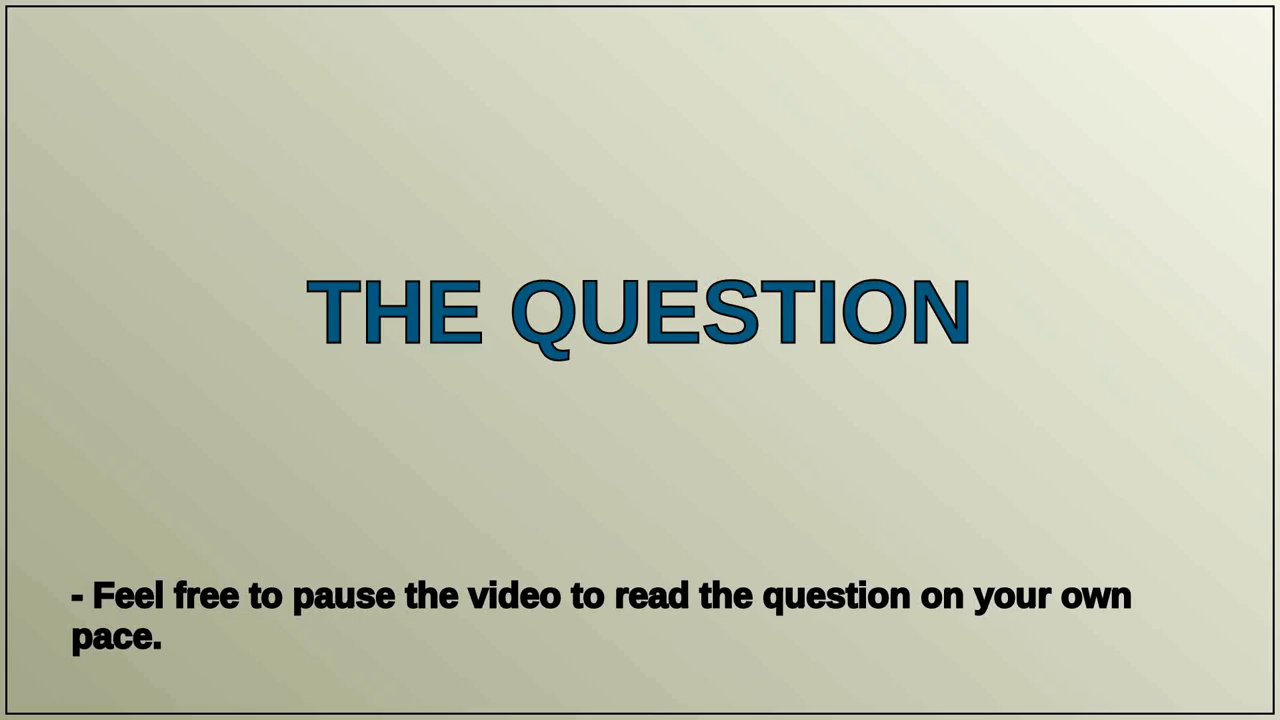 THE QUESTION
- Feel free to pause the video to read the question on your own
pace.